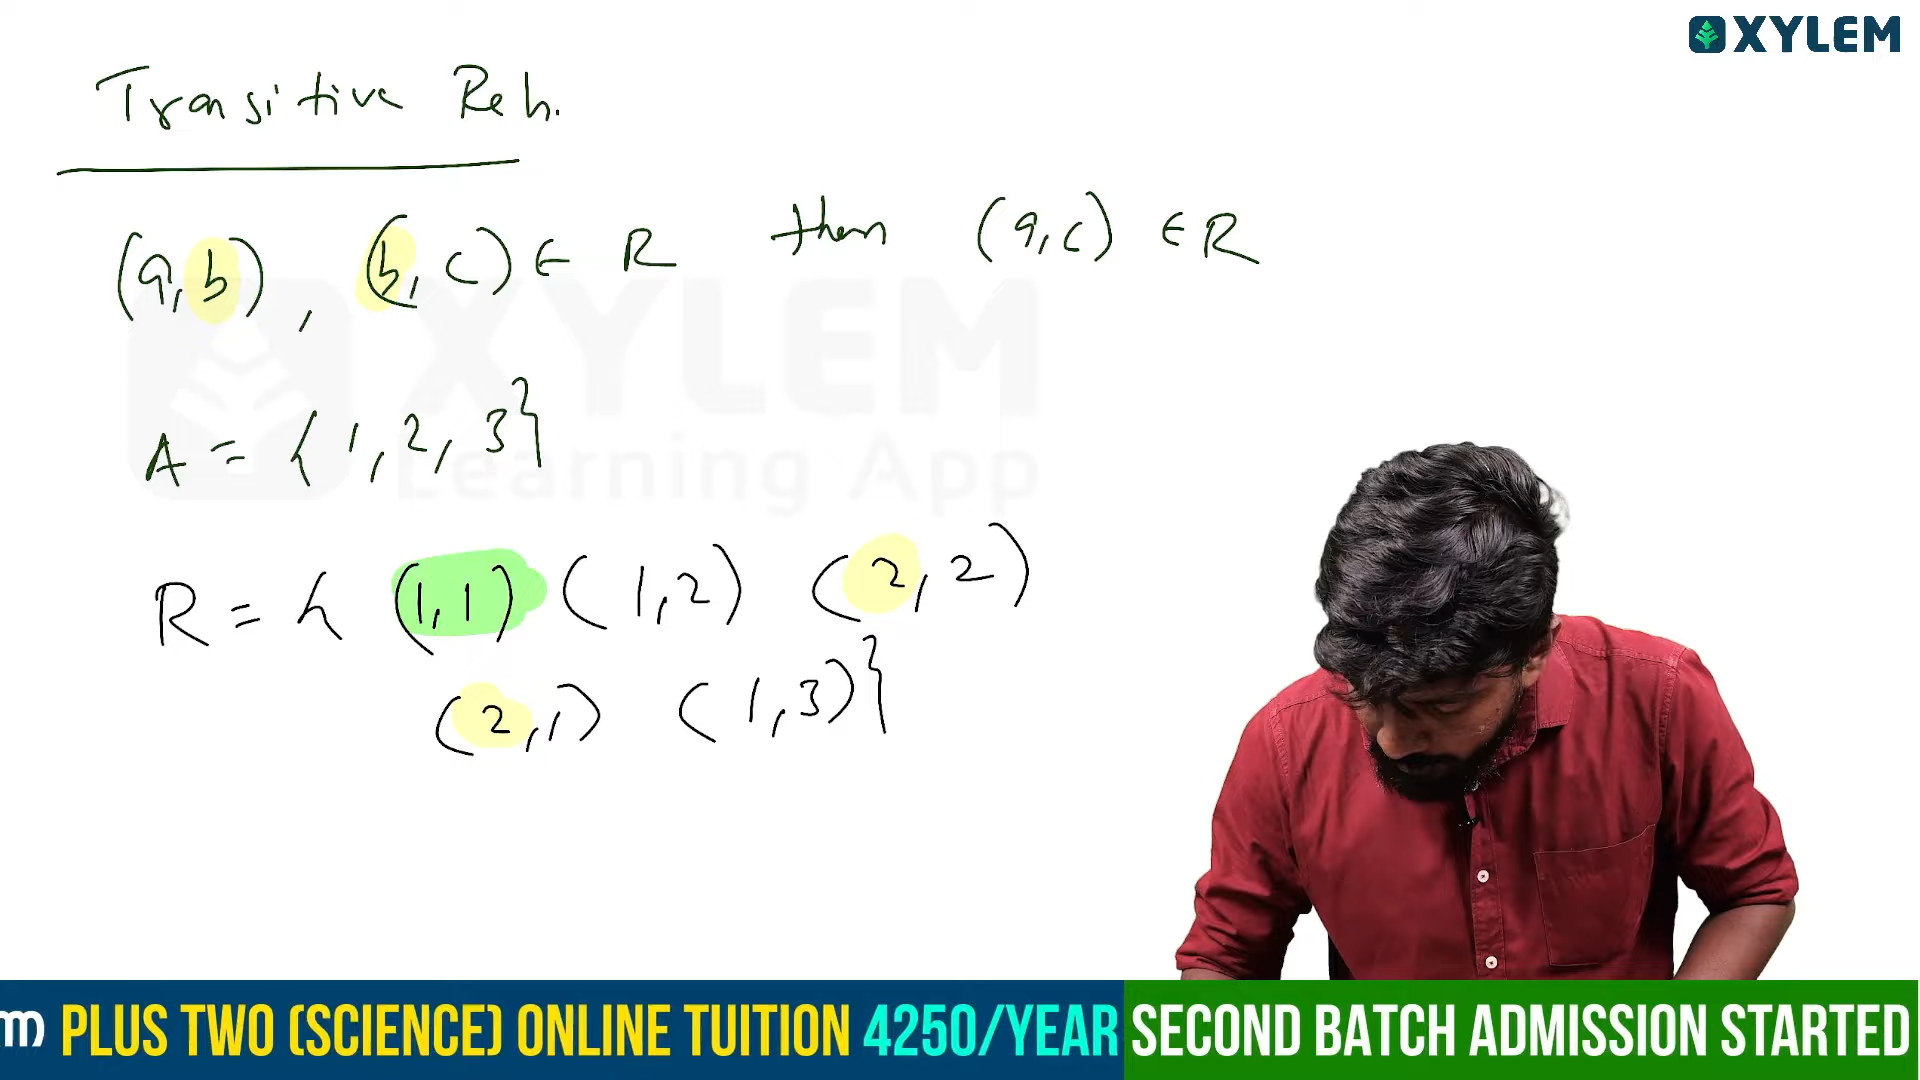 XYLEM
Transitive Reln.
(a,b), (b,c) ∈ R then (a,c) ∈ R
XYLEM
Learning App
A = {1,2,3}
R = { (1,1) (1,2) (2,2)
(2,1) (1,3)}
m) PLUS TWO (SCIENCE) ONLINE TUITION 4250/YEAR SECOND BATCH ADMISSION STARTED